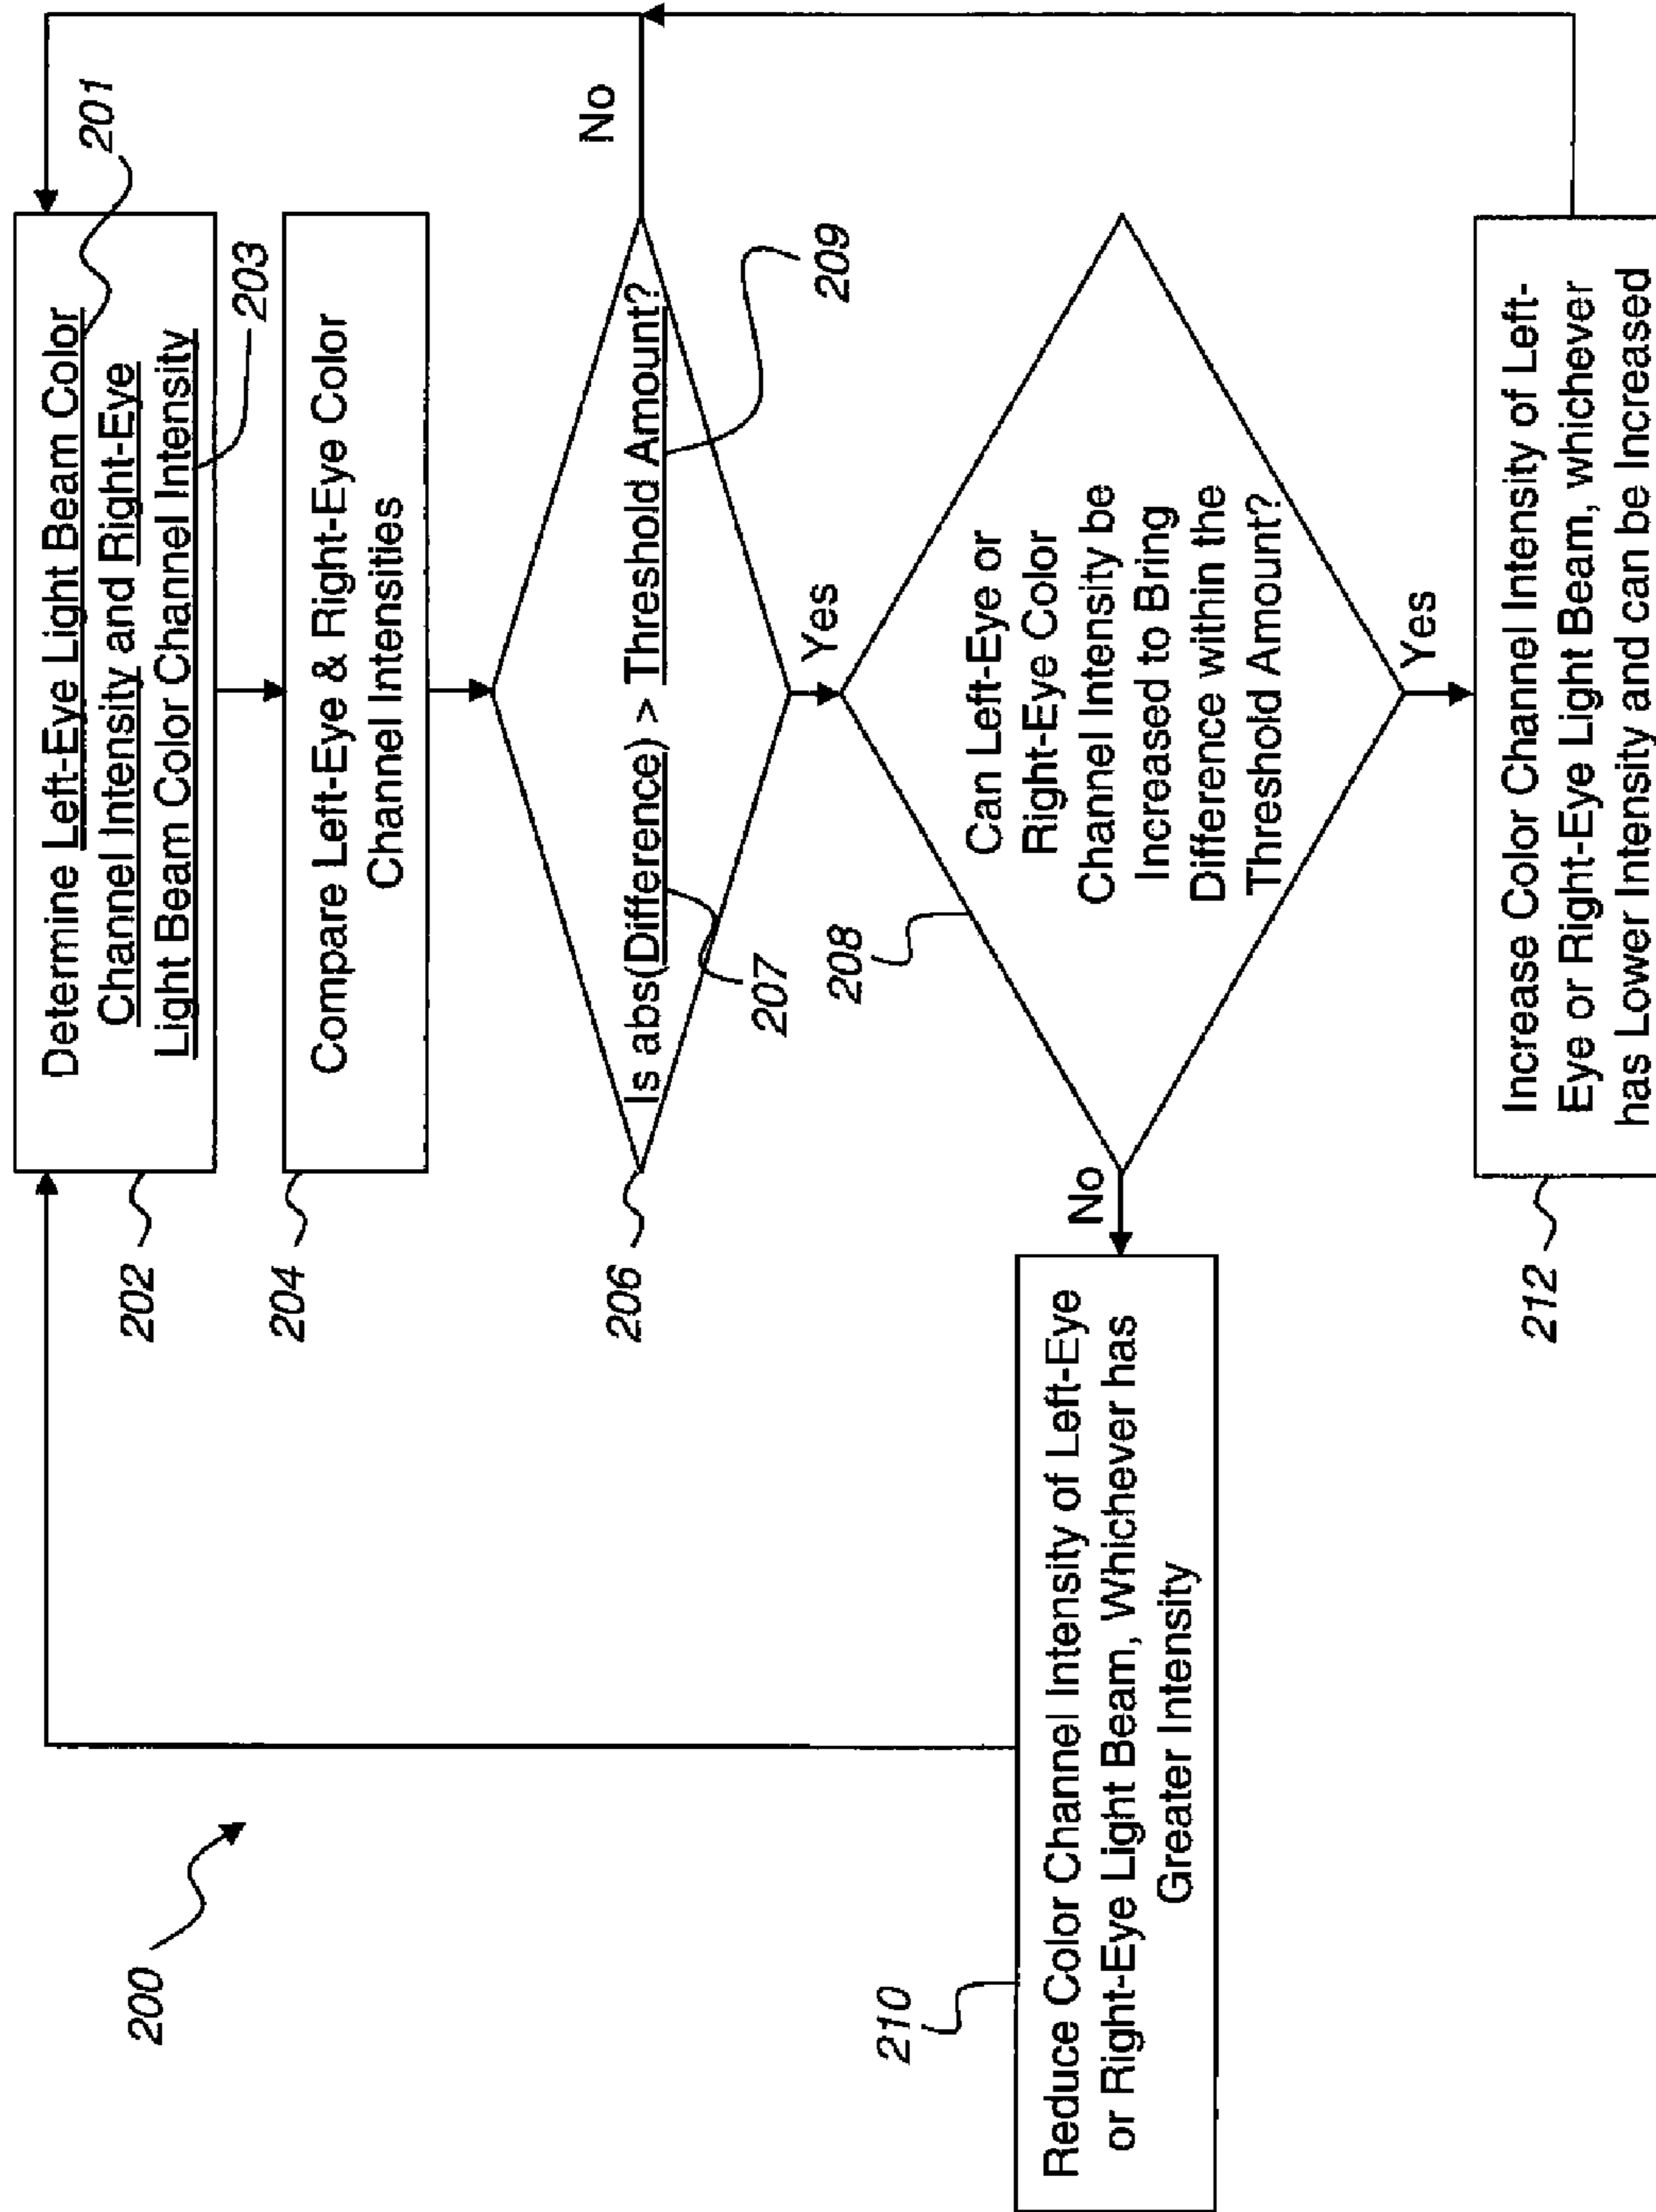 200
Determine Left-Eye Light Beam Color
Channel Intensity and Right-Eye
Light Beam Color Channel Intensity
201
203
202
Compare Left-Eye & Right-Eye Color
Channel Intensities
204
Is abs(Difference) > Threshold Amount?
206
207
209
No
Yes
Can Left-Eye or
Right-Eye Color
Channel Intensity be
Increased to Bring
Difference within the
Threshold Amount?
208
No
Yes
Reduce Color Channel Intensity of Left-Eye
or Right-Eye Light Beam, Whichever has
Greater Intensity
210
Increase Color Channel Intensity of Left-
Eye or Right-Eye Light Beam, whichever
has Lower Intensity and can be Increased
212